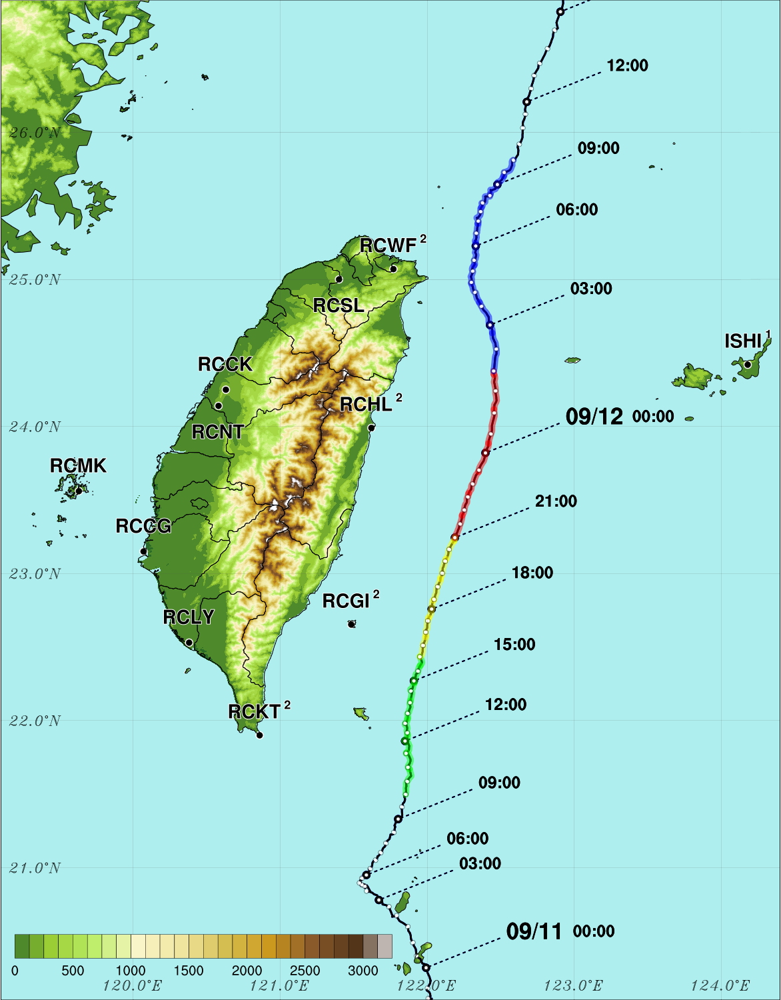 12:00
26.0°N
09:00
06:00
RCWF 2
25.0°N
03:00
RCSL
ISHI 1
RCCK
RCHL 2
09/12 00:00
24.0°N
RCNT
RCMK
21:00
RCCG
23.0°N
18:00
RCGI 2
RCLY
15:00
12:00
RCKT 2
22.0°N
09:00
06:00
03:00
21.0°N
09/11 00:00
0 500 1000 1500 2000 2500 3000
120.0°E 121.0°E 122.0°E 123.0°E 124.0°E